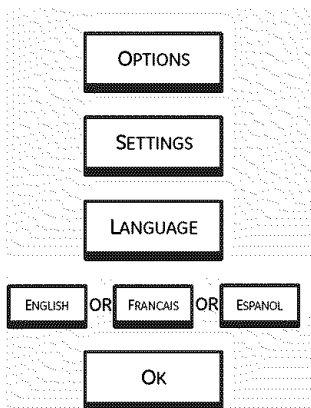 OPTIONS
SETTINGS
LANGUAGE
ENGLISH OR FRANCAIS OR ESPANOL
OK